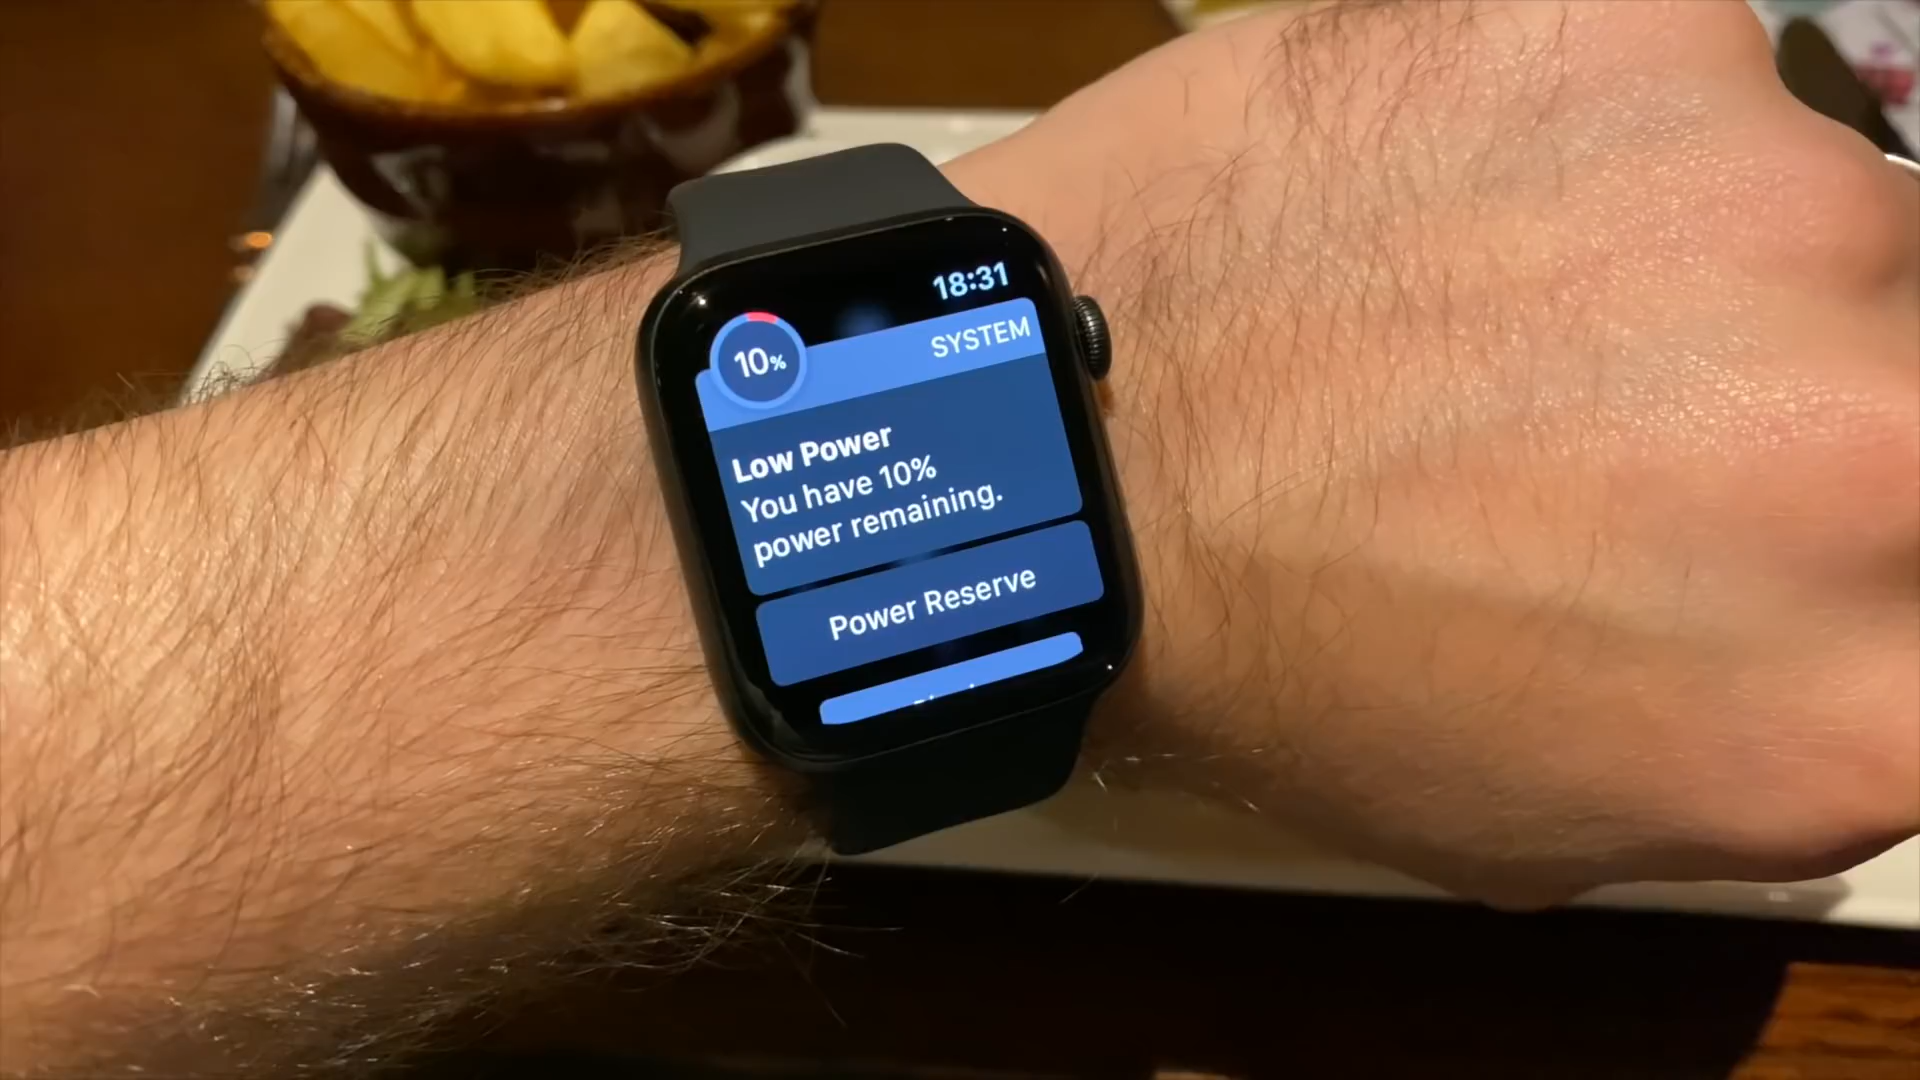 18:31
10%
SYSTEM
Low Power
You have 10%
power remaining.
Power Reserve